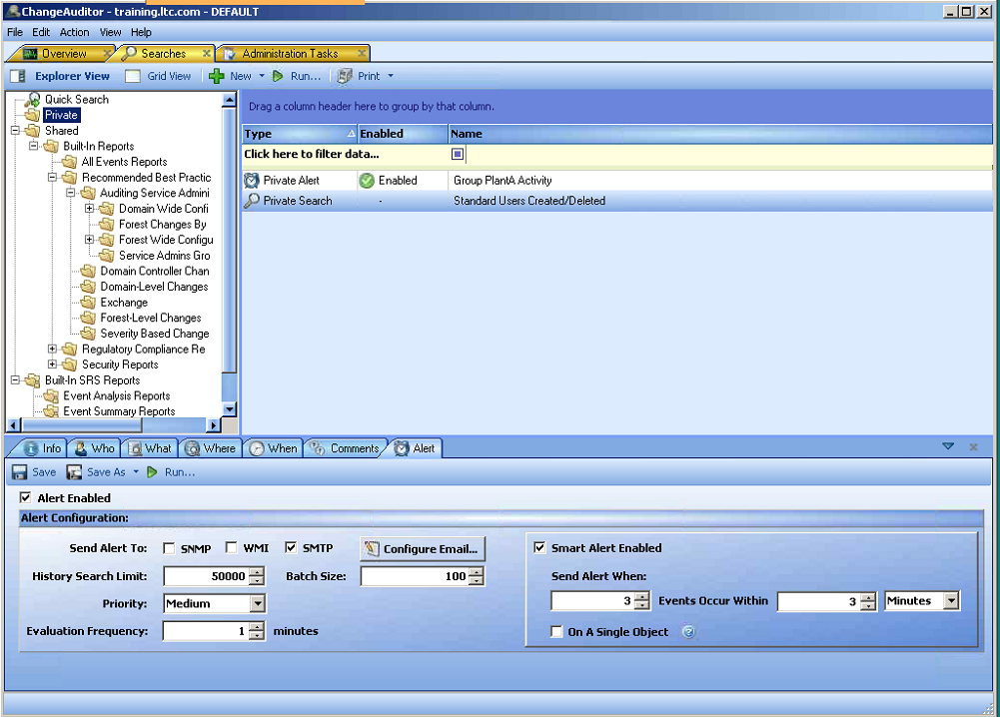 ChangeAuditor - training.ltc.com - DEFAULT
File Edit Action View Help
Overview Searches Administration Tasks
Explorer View Grid View New Run... Print
Quick Search
Private
Shared
Built-In Reports
All Events Reports
Recommended Best Practic
Auditing Service Admini
Domain Wide Confi
Forest Changes By
Forest Wide Configu
Service Admins Gro
Domain Controller Chan
Domain-Level Changes
Exchange
Forest-Level Changes
Severity Based Change
Regulatory Compliance Re
Security Reports
Built-In SRS Reports
Event Analysis Reports
Event Summary Reports
Drag a column header here to group by that column.
Type Enabled Name
Click here to filter data...
Private Alert Enabled Group PlantA Activity
Private Search - Standard Users Created/Deleted
Info Who What Where When Comments Alert
Save Save As Run...
Alert Enabled
Alert Configuration:
Send Alert To: SNMP WMI SMTP Configure Email...
History Search Limit: 50000 Batch Size: 100
Priority: Medium
Evaluation Frequency: 1 minutes
Smart Alert Enabled
Send Alert When:
3 Events Occur Within 3 Minutes
On A Single Object ?